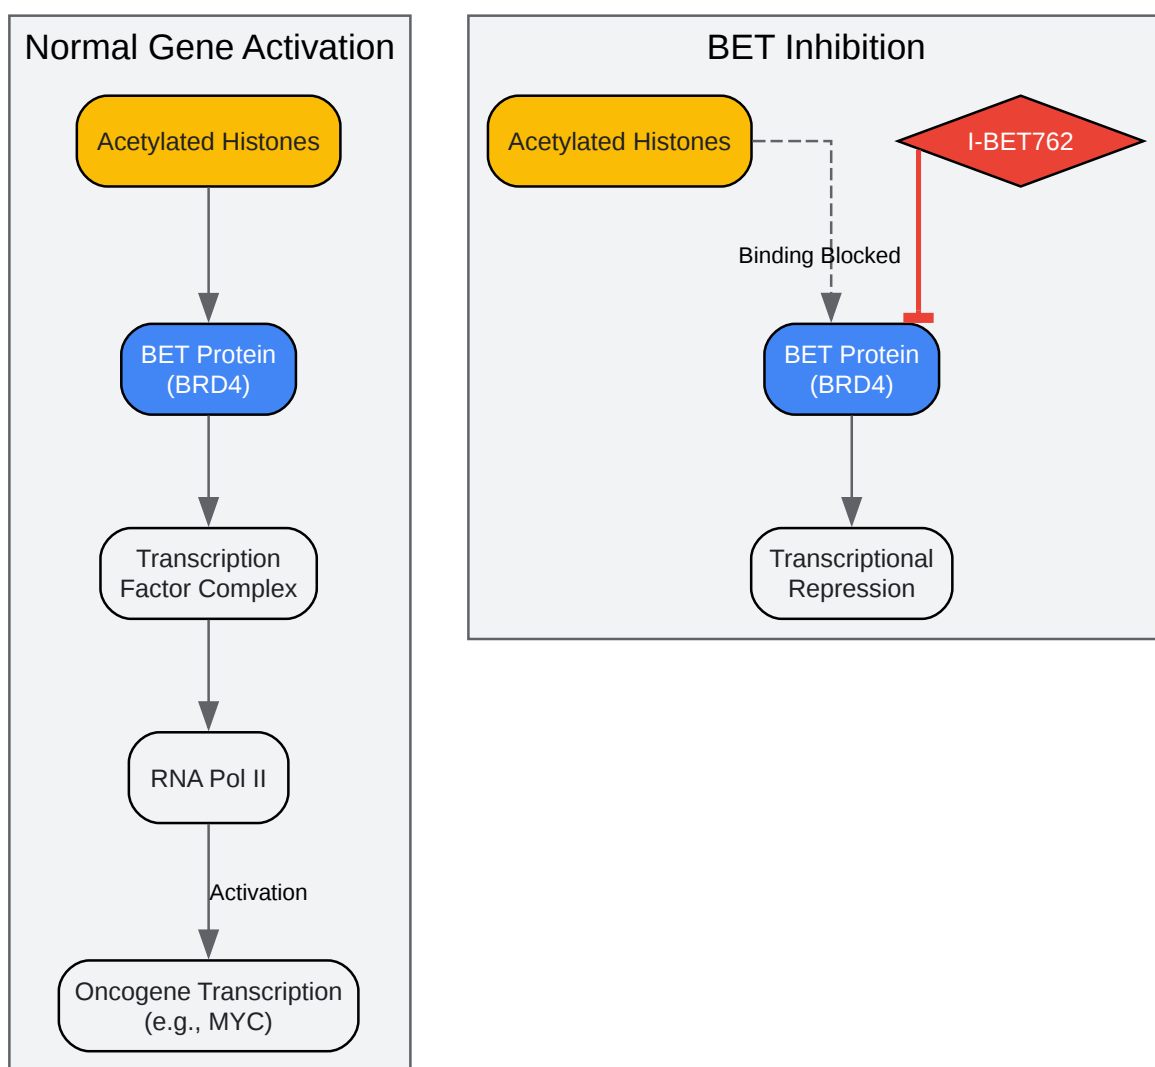 Normal Gene Activation
Acetylated Histones
BET Protein
(BRD4)
Transcription
Factor Complex
RNA Pol II
Activation
Oncogene Transcription
(e.g., MYC)
BET Inhibition
Acetylated Histones
I-BET762
Binding Blocked
BET Protein
(BRD4)
Transcriptional
Repression